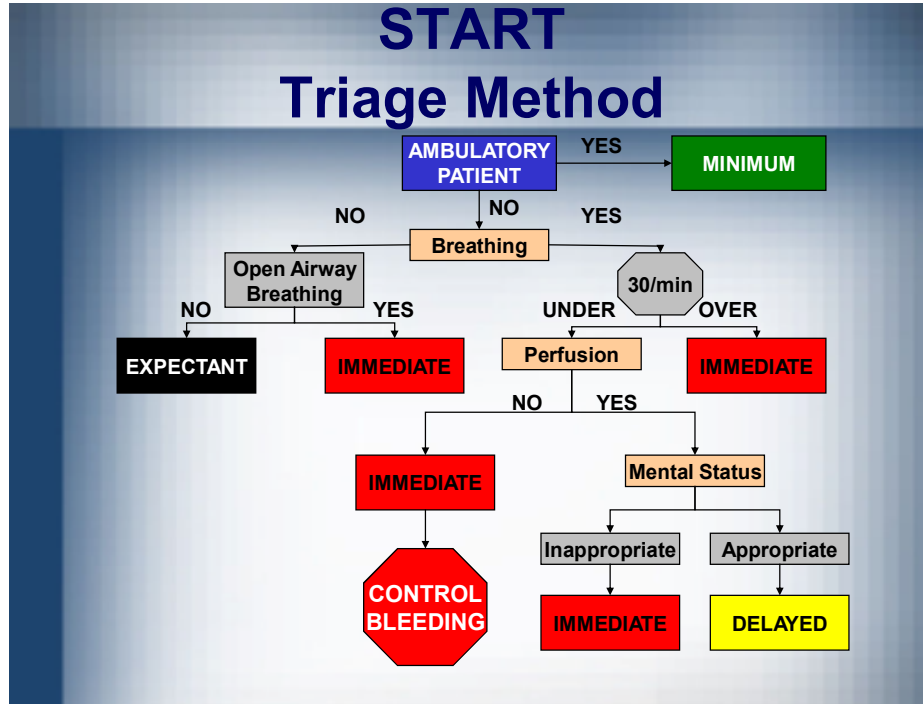 START
Triage Method
AMBULATORY
PATIENT
YES
MINIMUM
NO
NO
YES
Breathing
Open Airway
Breathing
30/min
NO
YES
UNDER
OVER
EXPECTANT
IMMEDIATE
Perfusion
IMMEDIATE
NO
YES
IMMEDIATE
Mental Status
Inappropriate
Appropriate
CONTROL
BLEEDING
IMMEDIATE
DELAYED